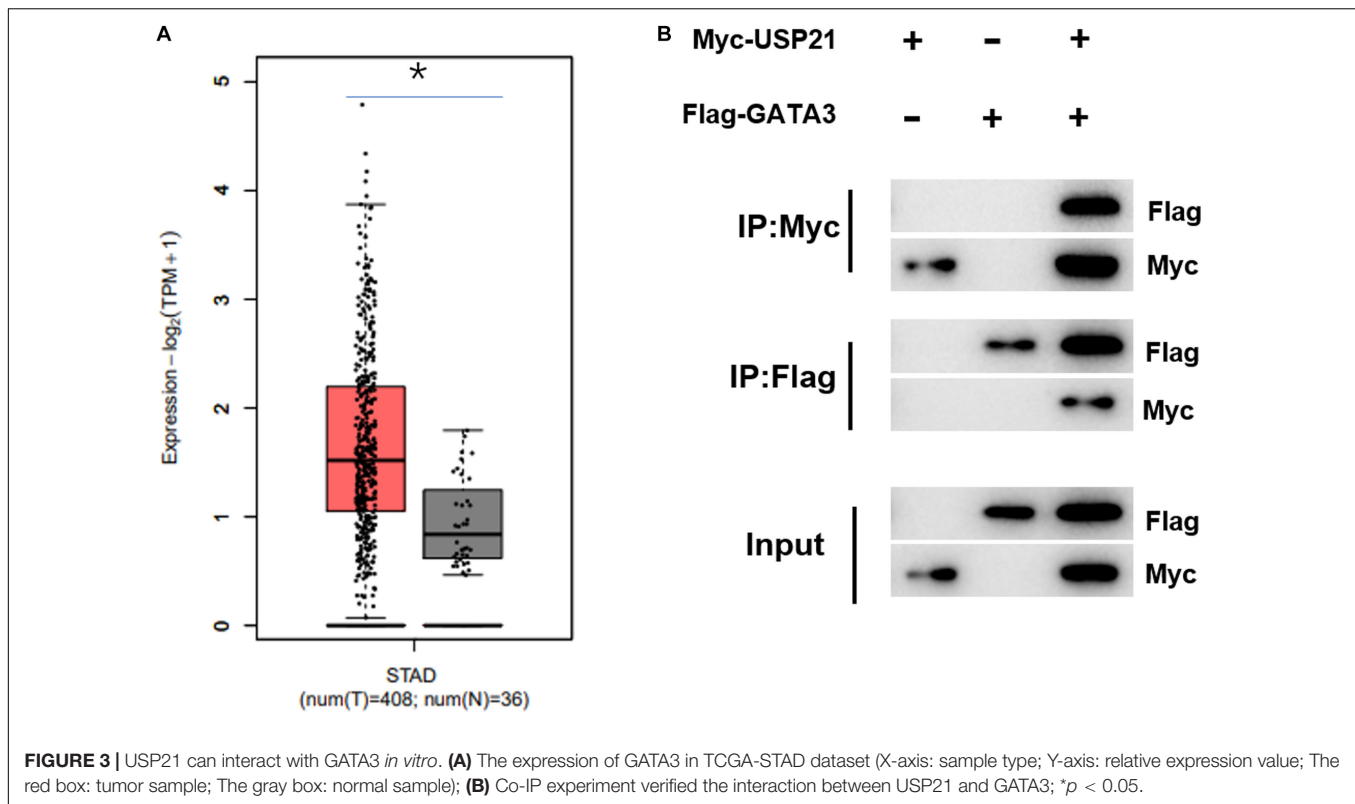 A
*
5
4
3
2
1
0
Expression – log₂(TPM + 1)
STAD
(num(T)=408; num(N)=36)
B
Myc-USP21 + – +
Flag-GATA3 – + +
IP:Myc
Flag
Myc
IP:Flag
Flag
Myc
Input
Flag
Myc
FIGURE 3 | USP21 can interact with GATA3 in vitro. (A) The expression of GATA3 in TCGA-STAD dataset (X-axis: sample type; Y-axis: relative expression value; The
red box: tumor sample; The gray box: normal sample); (B) Co-IP experiment verified the interaction between USP21 and GATA3; *p < 0.05.